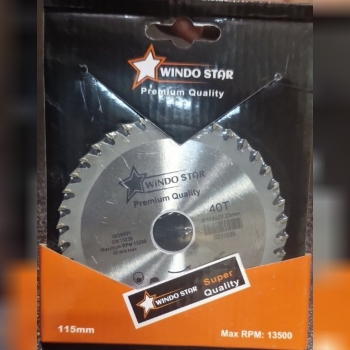 WINDO STAR
Premium Quality
WINDO STAR
Premium Quality
40T
WINDO STAR
Super
Quality
115mm
Max RPM: 13500